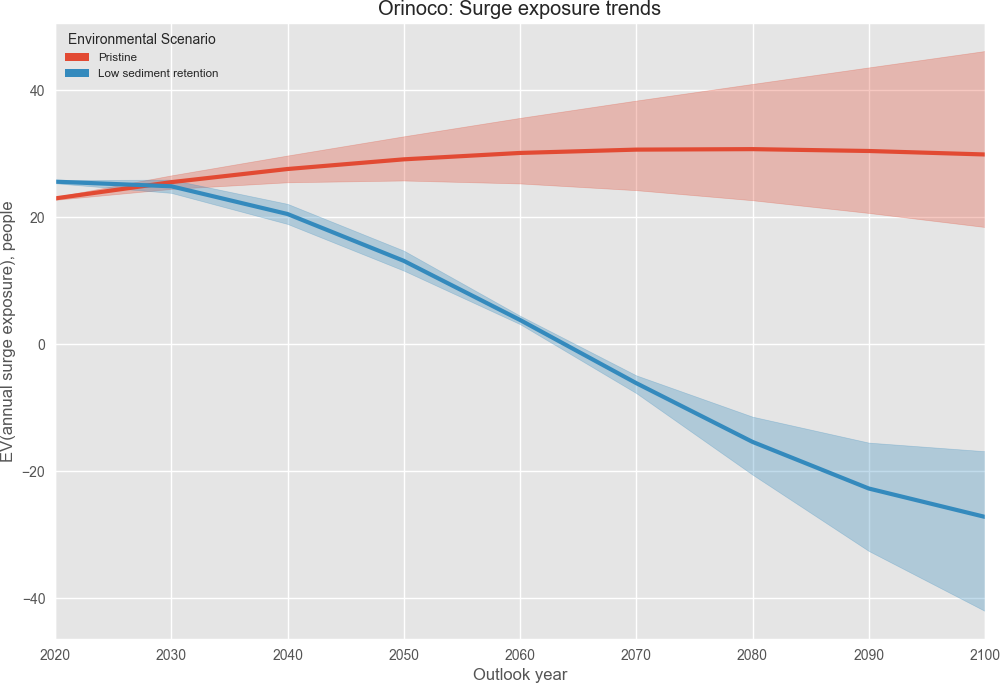 Orinoco: Surge exposure trends
Environmental Scenario
Pristine
Low sediment retention
EV(annual surge exposure), people
40
20
0
−20
−40
2020 2030 2040 2050 2060 2070 2080 2090 2100
Outlook year